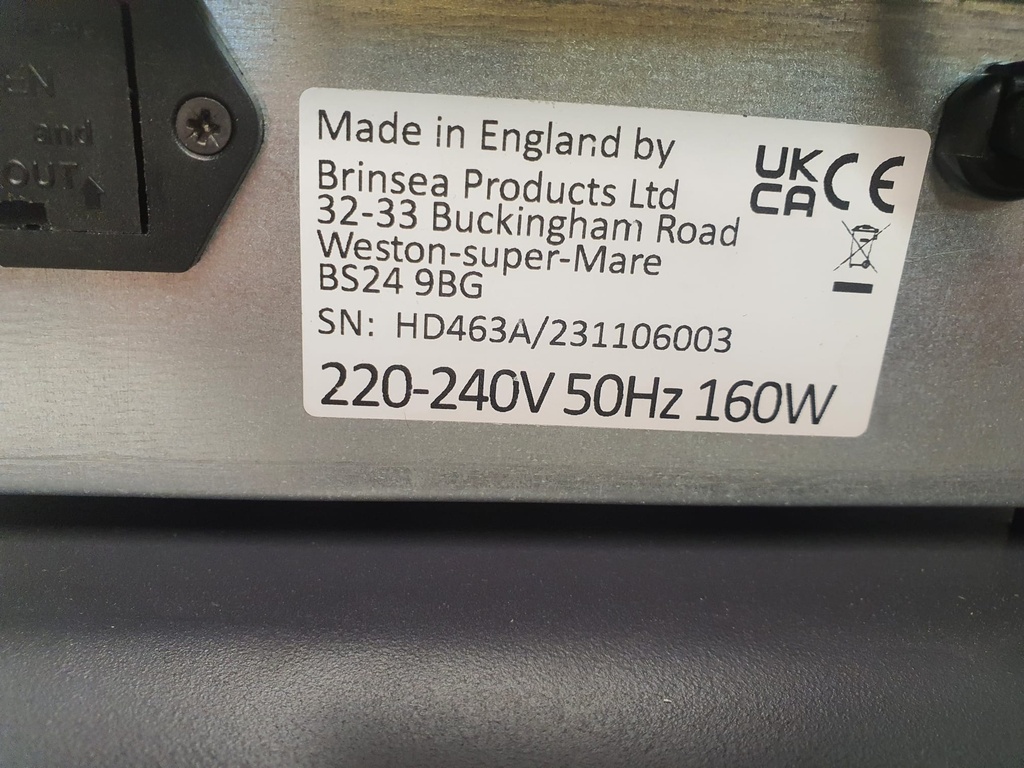 EN
and
OUT
Made in England by
Brinsea Products Ltd
32-33 Buckingham Road
Weston-super-Mare
BS24 9BG
SN: HD463A/231106003
220-240V 50Hz 160W
UK
CA
CE